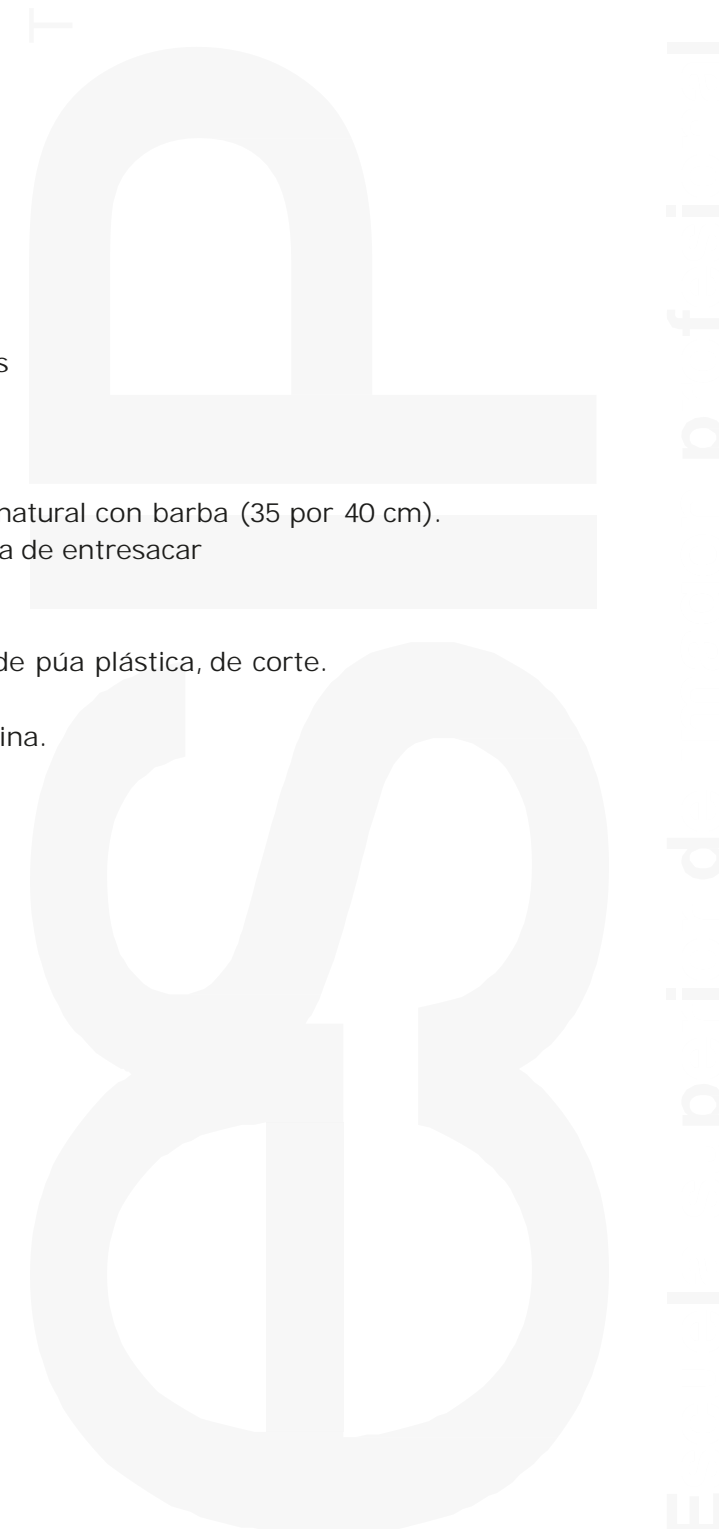 s
natural con barba (35 por 40 cm).
a de entresacar
de púa plástica, de corte.
ina.